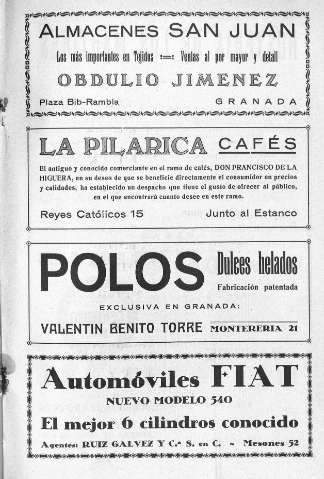 ALMACENES SAN JUAN
Los más importantes en Tejidos Ventas al por mayor y detall
OBDULIO JIMENEZ
Plaza Bib-Rambla GRANADA
LA PILARICA CAFÉS
El antiguo y conocido comerciante en el ramo de cafés, DON FRANCISCO DE LA
HIGUERA, en su deseo de que se beneficie directamente el consumidor en precios
y calidades, ha establecido un despacho que tiene el gusto de ofrecer al público,
en el que encontrará cuanto desee en este ramo.
Reyes Católicos 15 Junto al Estanco
POLOS Dulces helados
Fabricación patentada
EXCLUSIVA EN GRANADA:
VALENTIN BENITO TORRE MONTERERIA 21
Automóviles FIAT
NUEVO MODELO 540
El mejor 6 cilindros conocido
Agentes: RUIZ GALVEZ Y C.ª S. en C. - Mesones 52